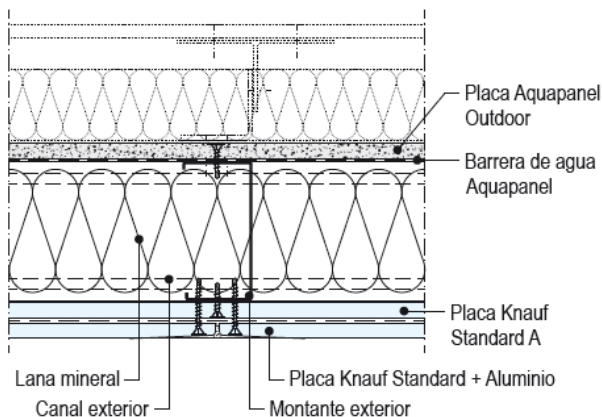 Placa Aquapanel
Outdoor
Barrera de agua
Aquapanel
Placa Knauf
Standard A
Lana mineral
Placa Knauf Standard + Aluminio
Canal exterior
Montante exterior